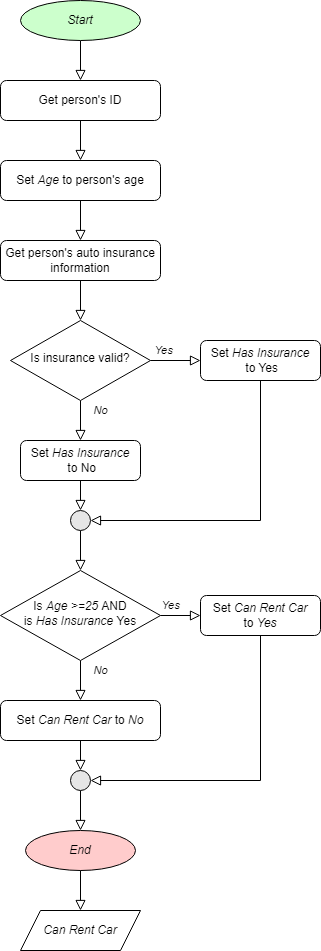 Start
Get person's ID
Set Age to person's age
Get person's auto insurance
information
Is insurance valid?
Yes
Set Has Insurance
to Yes
No
Set Has Insurance
to No
Is Age >=25 AND
is Has Insurance Yes
Yes
Set Can Rent Car
to Yes
No
Set Can Rent Car to No
End
Can Rent Car